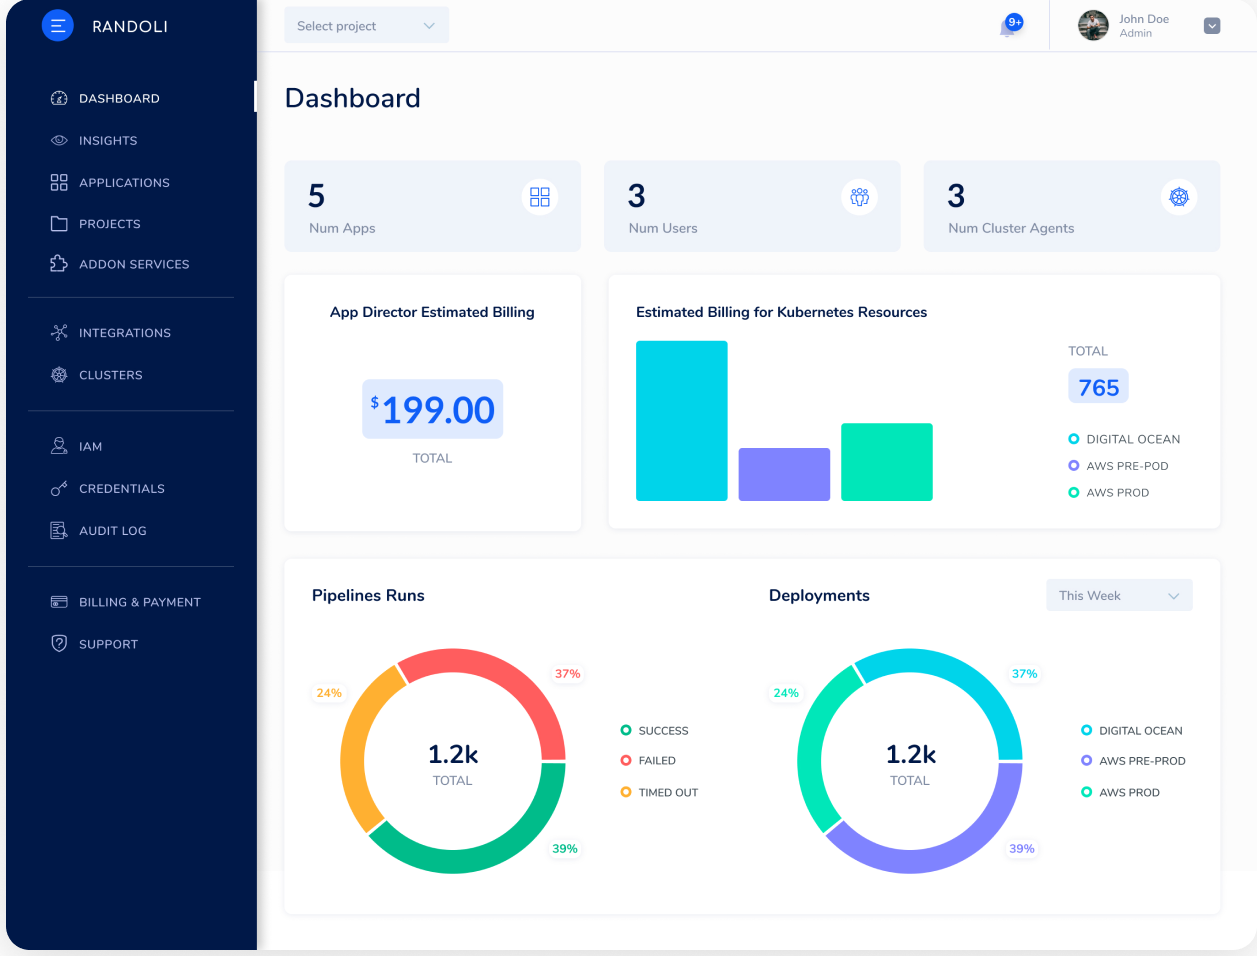 RANDOLI
Select project
9+
John Doe
Admin
DASHBOARD
INSIGHTS
APPLICATIONS
PROJECTS
ADDON SERVICES
INTEGRATIONS
CLUSTERS
IAM
CREDENTIALS
AUDIT LOG
BILLING & PAYMENT
SUPPORT
Dashboard
5
Num Apps
3
Num Users
3
Num Cluster Agents
App Director Estimated Billing
$199.00
TOTAL
Estimated Billing for Kubernetes Resources
TOTAL
765
DIGITAL OCEAN
AWS PRE-POD
AWS PROD
Pipelines Runs
37%
24%
1.2k
TOTAL
39%
SUCCESS
FAILED
TIMED OUT
Deployments
This Week
37%
24%
1.2k
TOTAL
39%
DIGITAL OCEAN
AWS PRE-PROD
AWS PROD